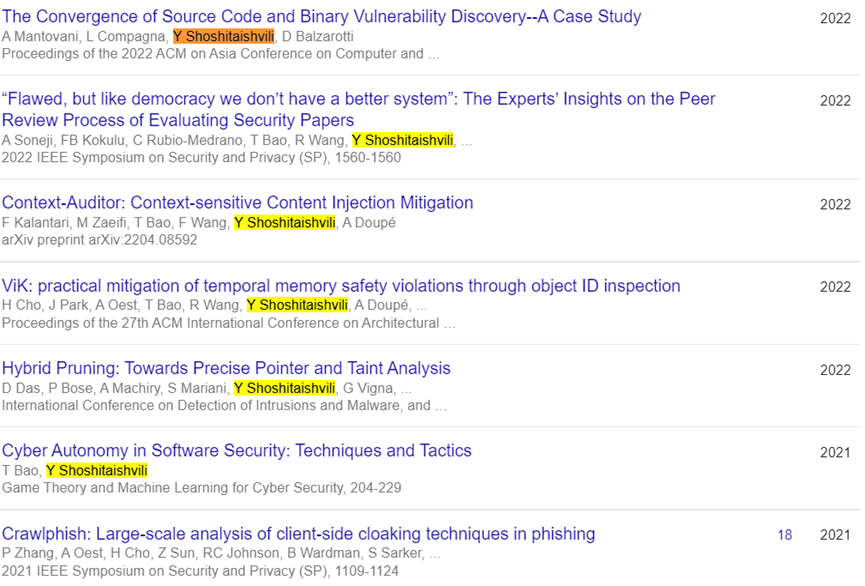 The Convergence of Source Code and Binary Vulnerability Discovery--A Case Study 2022
A Mantovani, L Compagna, Y Shoshitaishvili, D Balzarotti
Proceedings of the 2022 ACM on Asia Conference on Computer and ...
“Flawed, but like democracy we don’t have a better system”: The Experts’ Insights on the Peer 2022
Review Process of Evaluating Security Papers
A Soneji, FB Kokulu, C Rubio-Medrano, T Bao, R Wang, Y Shoshitaishvili, ...
2022 IEEE Symposium on Security and Privacy (SP), 1560-1560
Context-Auditor: Context-sensitive Content Injection Mitigation 2022
F Kalantari, M Zaeifi, T Bao, F Wang, Y Shoshitaishvili, A Doupé
arXiv preprint arXiv:2204.08592
ViK: practical mitigation of temporal memory safety violations through object ID inspection 2022
H Cho, J Park, A Oest, T Bao, R Wang, Y Shoshitaishvili, A Doupé, ...
Proceedings of the 27th ACM International Conference on Architectural ...
Hybrid Pruning: Towards Precise Pointer and Taint Analysis 2022
D Das, P Bose, A Machiry, S Mariani, Y Shoshitaishvili, G Vigna, ...
International Conference on Detection of Intrusions and Malware, and ...
Cyber Autonomy in Software Security: Techniques and Tactics 2021
T Bao, Y Shoshitaishvili
Game Theory and Machine Learning for Cyber Security, 204-229
Crawlphish: Large-scale analysis of client-side cloaking techniques in phishing 18 2021
P Zhang, A Oest, H Cho, Z Sun, RC Johnson, B Wardman, S Sarker, ...
2021 IEEE Symposium on Security and Privacy (SP), 1109-1124